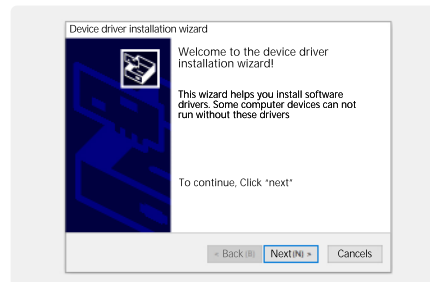 Device driver installation wizard
Welcome to the device driver
installation wizard!
This wizard helps you install software
drivers. Some computer devices can not
run without these drivers
To continue, Click "next"
< Back (B) Next(N) > Cancels